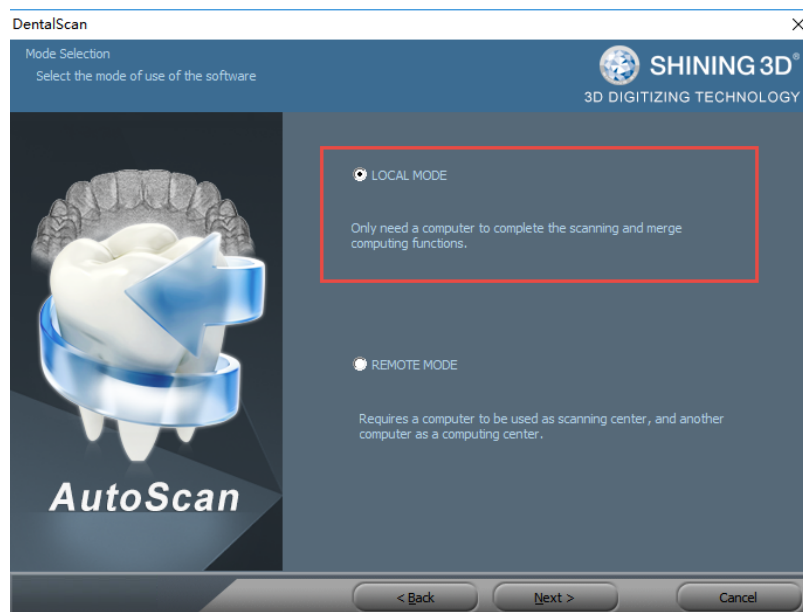 DentalScan
Mode Selection
Select the mode of use of the software
SHINING 3D®
3D DIGITIZING TECHNOLOGY
LOCAL MODE
Only need a computer to complete the scanning and merge
computing functions.
REMOTE MODE
Requires a computer to be used as scanning center, and another
computer as a computing center.
AutoScan
< Back
Next >
Cancel